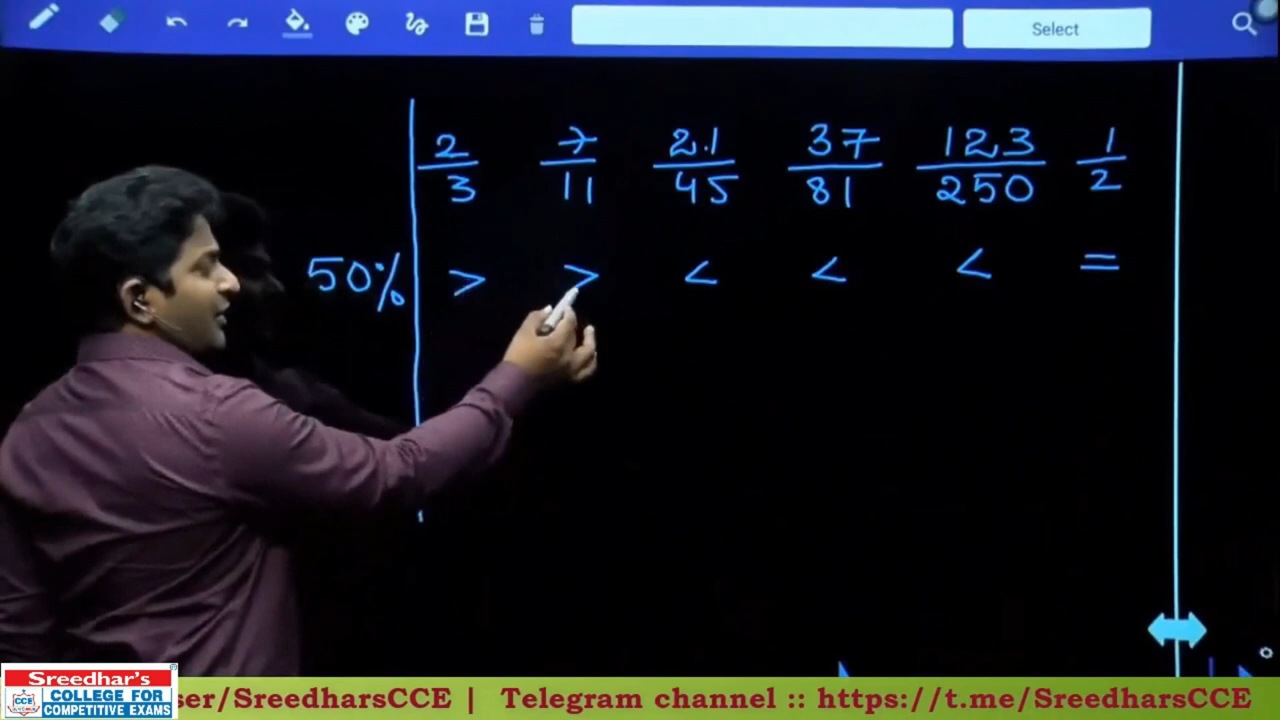 Select
2/3 7/11 21/45 37/81 123/250 1/2
50% > > < < < =
Sreedhar's
CCE
COLLEGE FOR
COMPETITIVE EXAMS
ser/SreedharsCCE | Telegram channel :: https://t.me/SreedharsCCE